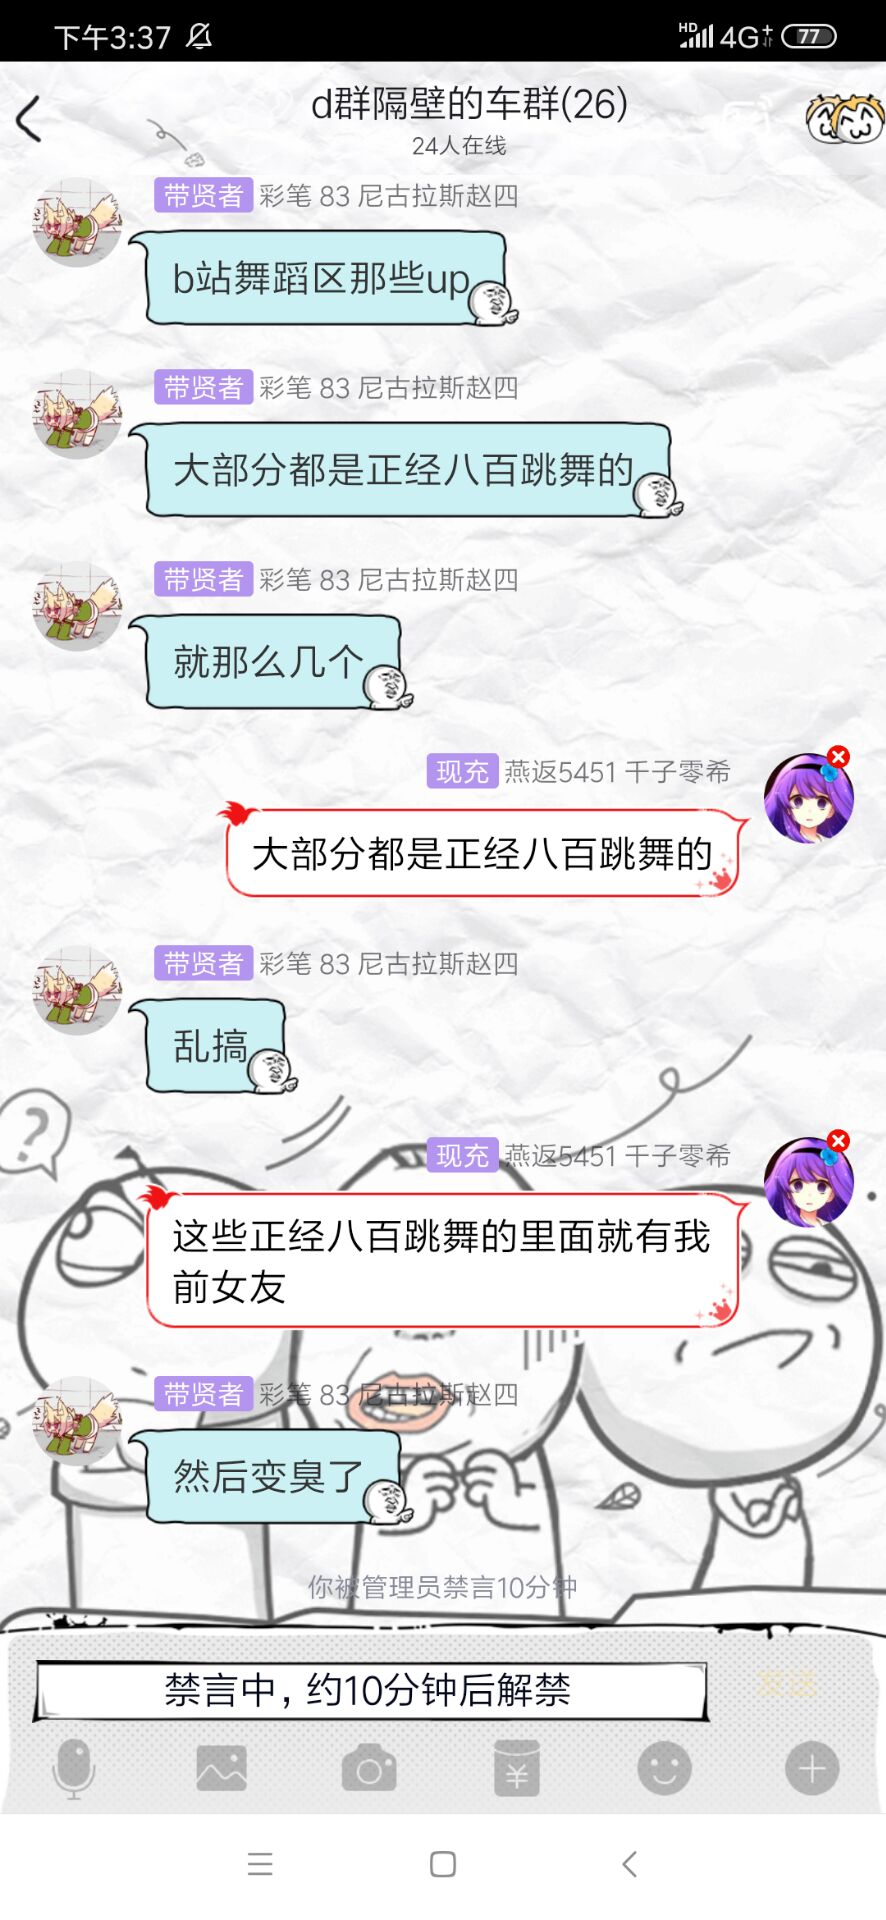 下午3:37
HD 4G+ 77
d群隔壁的车群(26)
24人在线
带贤者 彩笔 83 尼古拉斯赵四
b站舞蹈区那些up
带贤者 彩笔 83 尼古拉斯赵四
大部分都是正经八百跳舞的
带贤者 彩笔 83 尼古拉斯赵四
就那么几个
现充 燕返5451 千子零希
大部分都是正经八百跳舞的
带贤者 彩笔 83 尼古拉斯赵四
乱搞
?
现充 燕返5451 千子零希
这些正经八百跳舞的里面就有我
前女友
带贤者 彩笔 83 尼古拉斯赵四
然后变臭了
你被管理员禁言10分钟
禁言中，约10分钟后解禁
发送
¥